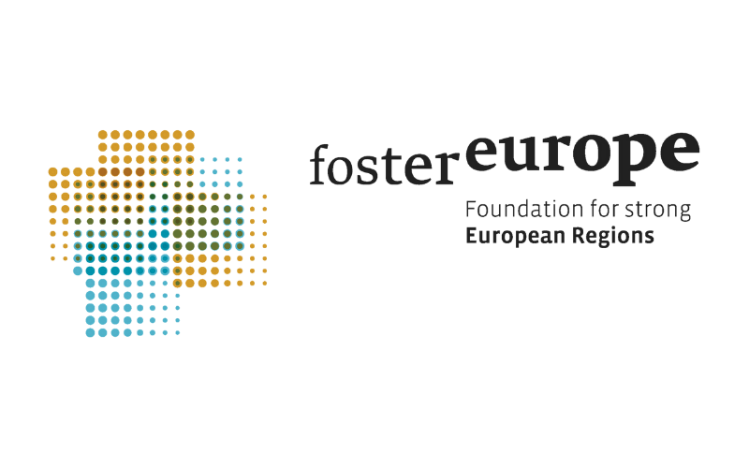 fostereurope
Foundation for strong
European Regions